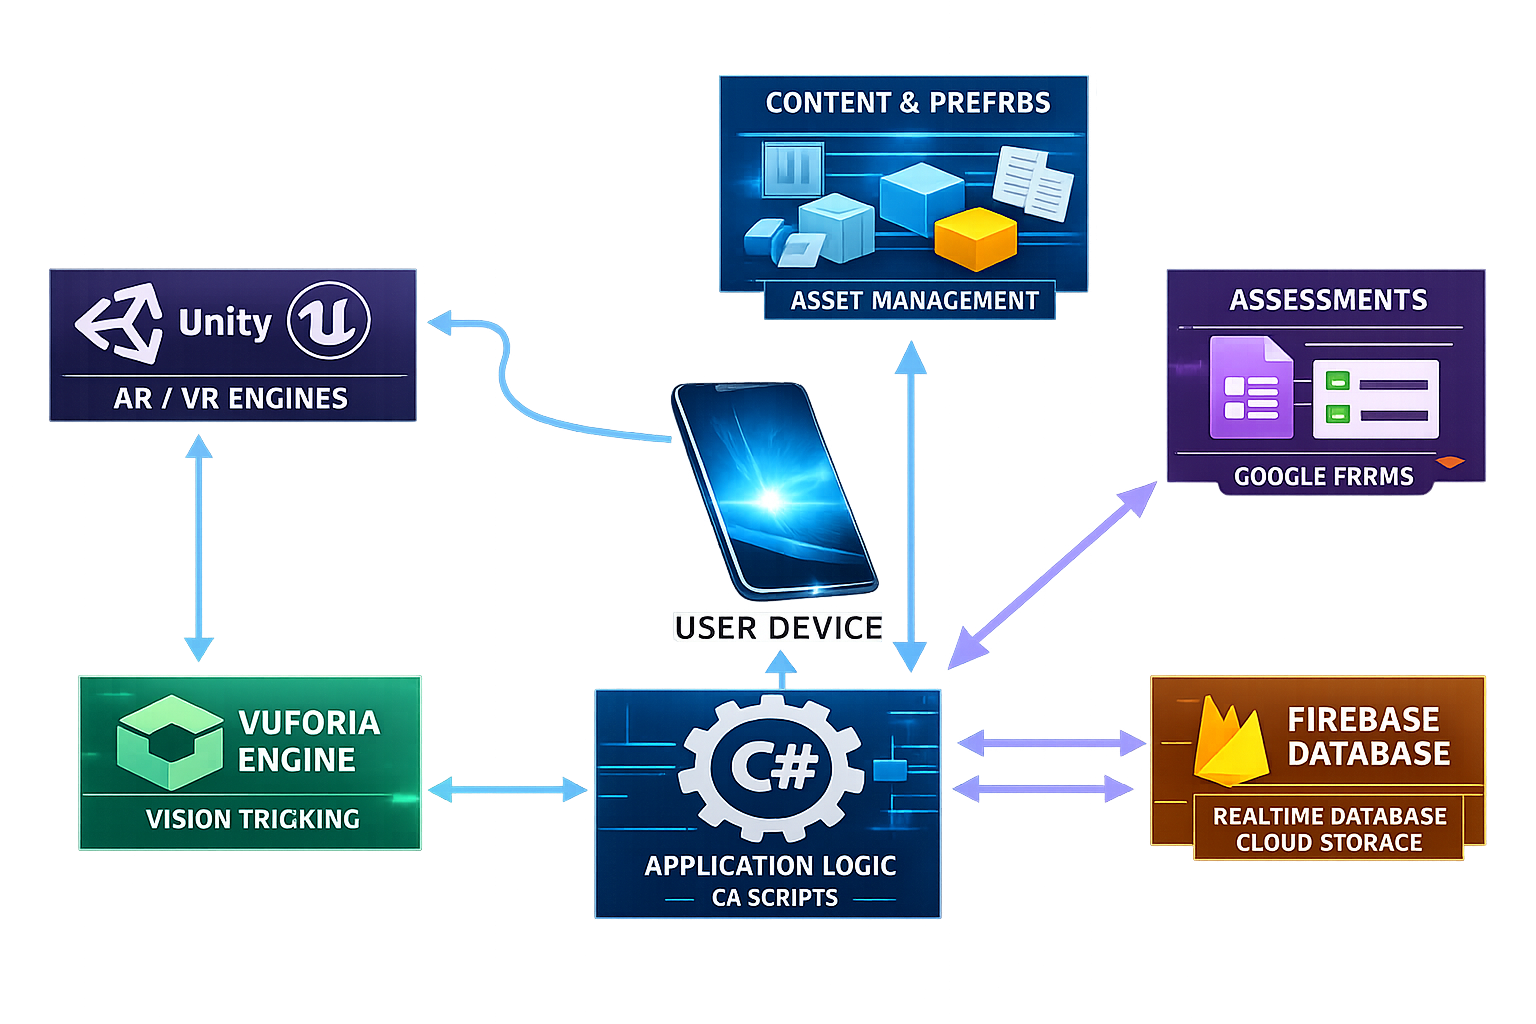 CONTENT & PREFRBS
ASSET MANAGEMENT
Unity
AR / VR ENGINES
ASSESSMENTS
GOOGLE FRRMS
USER DEVICE
VUFORIA
ENGINE
VISION TRIGKING
C#
APPLICATION LOGIC
CA SCRIPTS
FIREBASE
DATABASE
REALTIME DATABASE
CLOUD STORACE